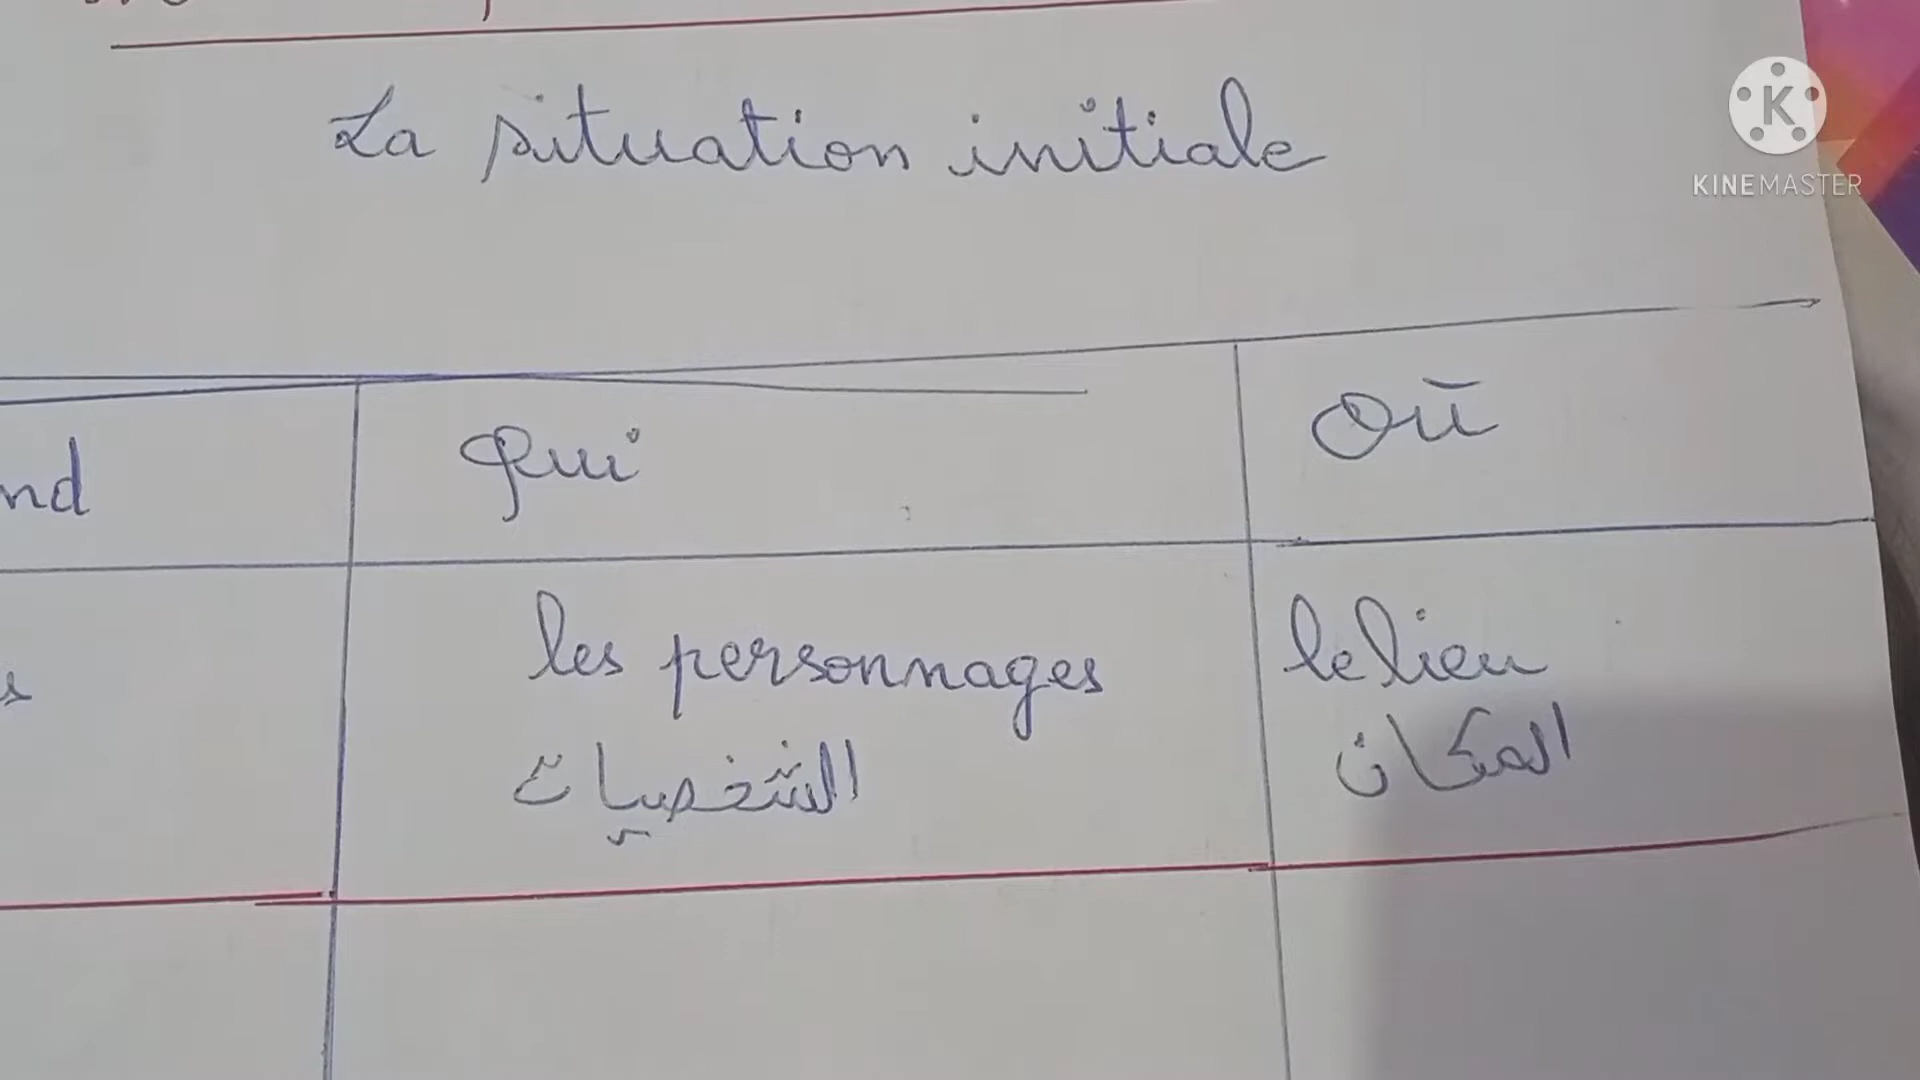 La situation initiale
nd
Qui
Où
s
les personnages
le lieu
الشخصيات
المكان
K
KINEMASTER